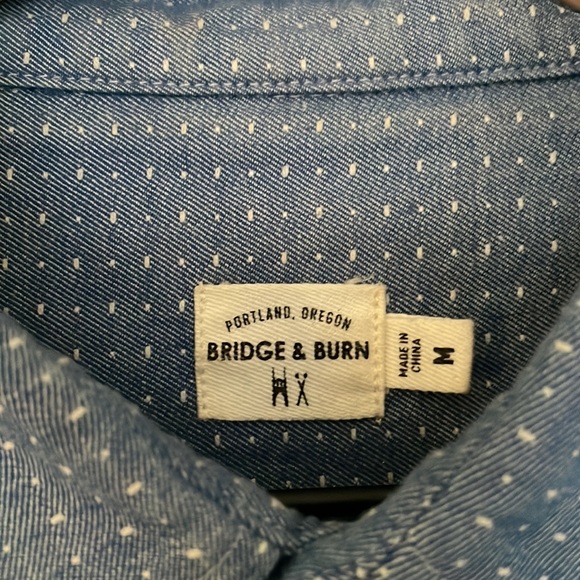 PORTLAND, OREGON
BRIDGE & BURN
MADE IN
CHINA
M